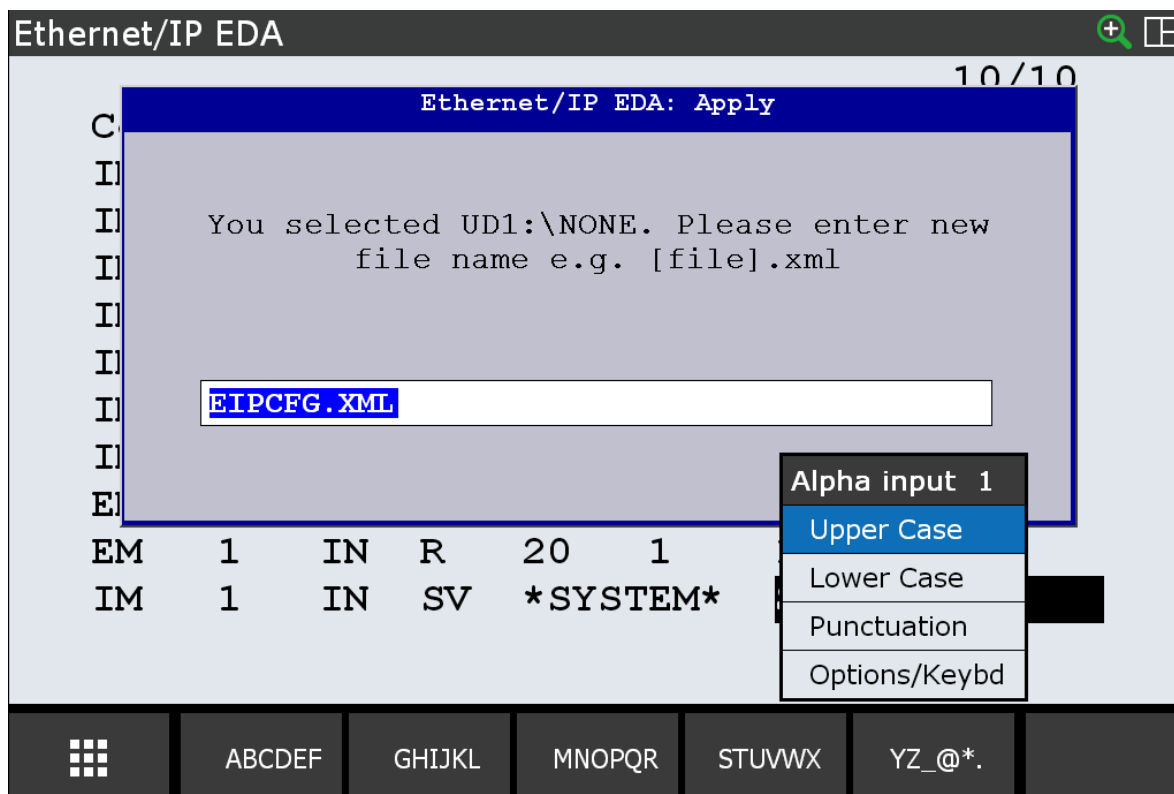 Ethernet/IP EDA
10/10
Ethernet/IP EDA: Apply
You selected UD1:\NONE. Please enter new
file name e.g. [file].xml
EIPCFG.XML
Alpha input 1
Upper Case
Lower Case
Punctuation
Options/Keybd
EM 1 IN R 20 1
IM 1 IN SV *SYSTEM*
ABCDEF GHIJKL MNOPQR STUVWX YZ_@*.